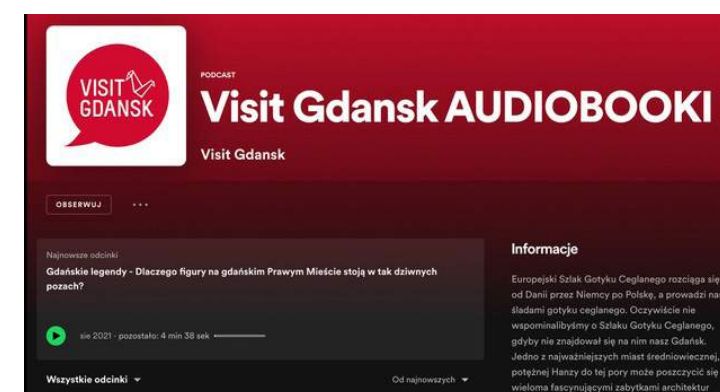 VISIT
GDANSK
PODCAST
Visit Gdansk AUDIOBOOKI
Visit Gdansk
OBSERWUJ
Najnowsze odcinki
Gdańskie legendy - Dlaczego figury na gdańskim Prawym Mieście stoją w tak dziwnych
pozach?
sie 2021 · pozostało: 4 min 38 sek
Wszystkie odcinki
Od najnowszych
Informacje
Europejski Szlak Gotyku Ceglanego rozciąga się
od Danii przez Niemcy po Polskę, a prowadzi nas
śladami gotyku ceglanego. Oczywiście nie
wspominalibyśmy o Szlaku Gotyku Ceglanego,
gdyby nie znajdował się na nim nasz Gdańsk.
Jedno z najważniejszych miast średniowiecznej,
potężnej Hanzy do tej pory może poszczycić się
wieloma fascynującymi zabytkami architektur